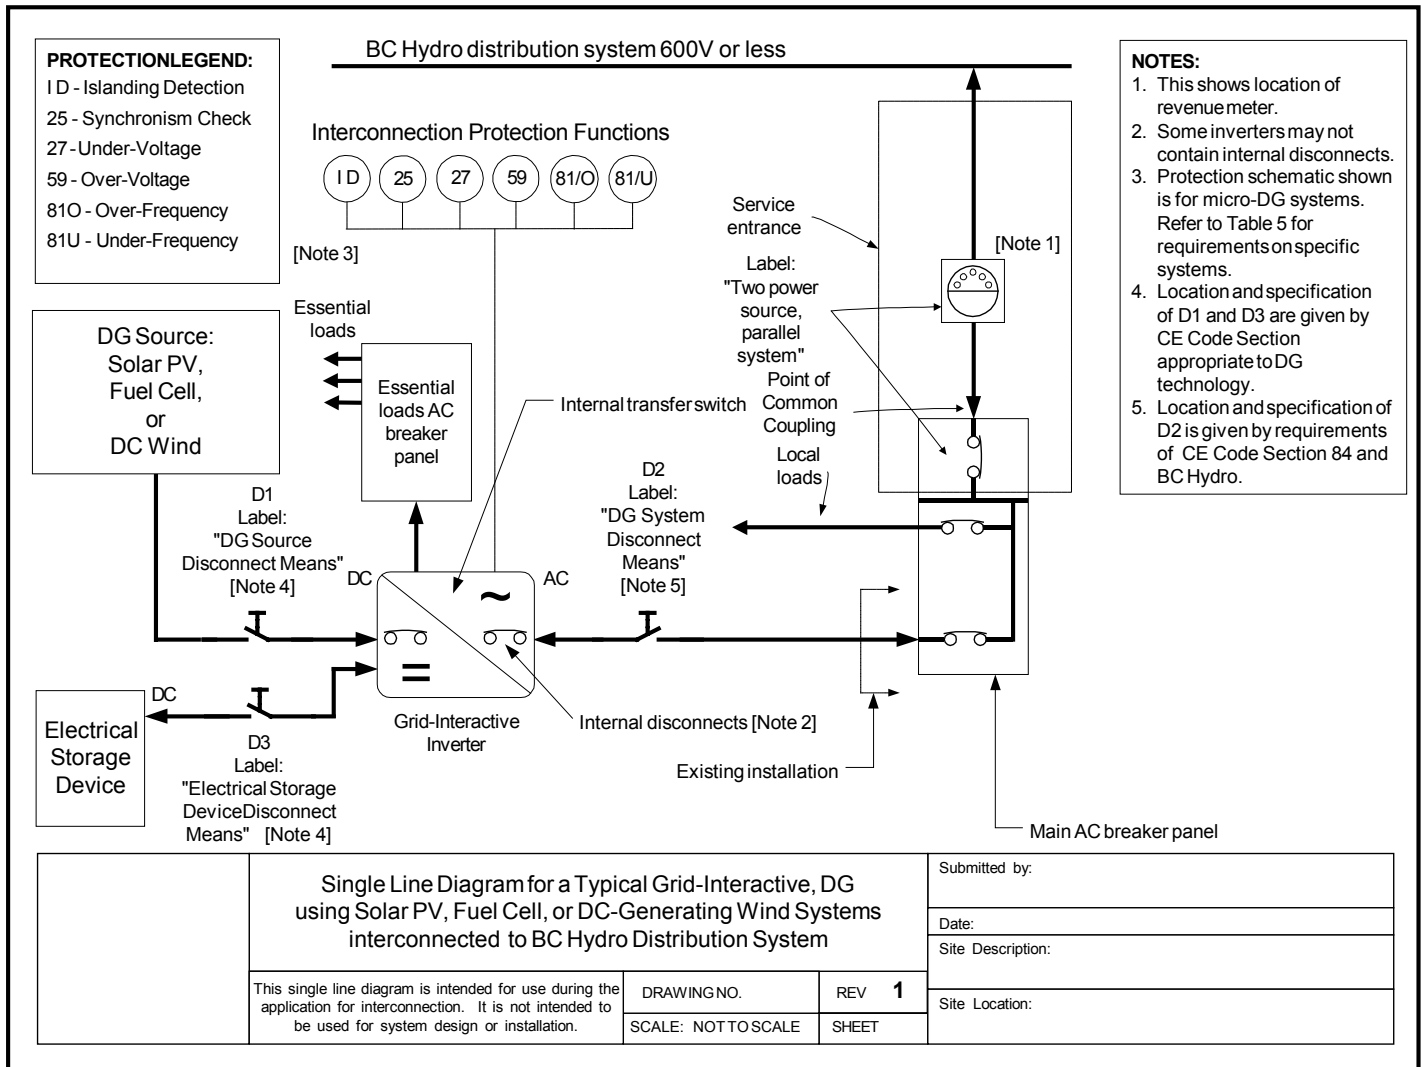 BC Hydro distribution system 600V or less
PROTECTION LEGEND:
ID - Islanding Detection
25 - Synchronism Check
27 - Under-Voltage
59 - Over-Voltage
81O - Over-Frequency
81U - Under-Frequency
Interconnection Protection Functions
ID 25 27 59 81/O 81/U
[Note 3]
NOTES:
1. This shows location of
revenue meter.
2. Some inverters may not
contain internal disconnects.
3. Protection schematic shown
is for micro-DG systems.
Refer to Table 5 for
requirements on specific
systems.
4. Location and specification
of D1 and D3 are given by
CE Code Section
appropriate to DG
technology.
5. Location and specification of
D2 is given by requirements
of CE Code Section 84 and
BC Hydro.
Service
entrance
[Note 1]
Label:
"Two power
source,
parallel
system"
Point of
Common
Coupling
Local
loads
DG Source:
Solar PV,
Fuel Cell,
or
DC Wind
Essential
loads
Essential
loads AC
breaker
panel
Internal transfer switch
D1
Label:
"DG Source
Disconnect Means"
[Note 4]
DC
~
AC
=
D2
Label:
"DG System
Disconnect
Means"
[Note 5]
DC
Electrical
Storage
Device
D3
Label:
"Electrical Storage
Device Disconnect
Means" [Note 4]
Grid-Interactive
Inverter
Internal disconnects [Note 2]
Existing installation
Main AC breaker panel
Single Line Diagram for a Typical Grid-Interactive, DG
using Solar PV, Fuel Cell, or DC-Generating Wind Systems
interconnected to BC Hydro Distribution System
This single line diagram is intended for use during the
application for interconnection. It is not intended to
be used for system design or installation.
DRAWING NO.
REV 1
SCALE: NOT TO SCALE
SHEET
Submitted by:
Date:
Site Description:
Site Location: